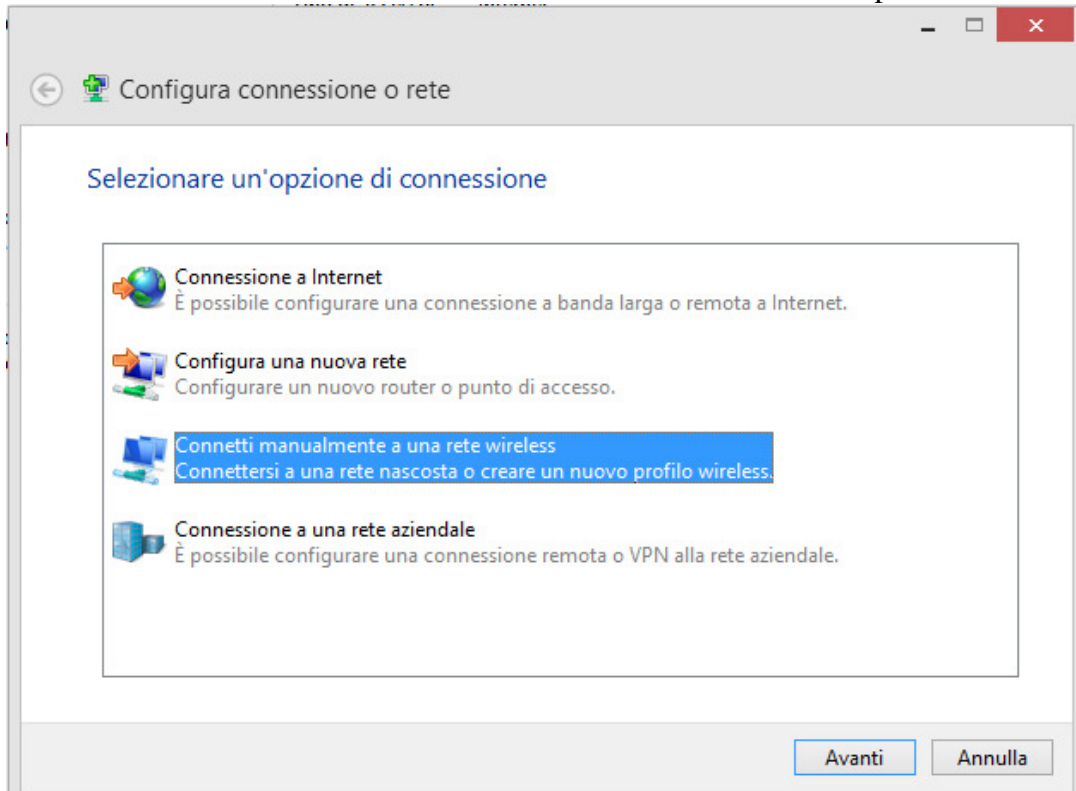 Configura connessione o rete
Selezionare un'opzione di connessione
Connessione a Internet
È possibile configurare una connessione a banda larga o remota a Internet.
Configura una nuova rete
Configurare un nuovo router o punto di accesso.
Connetti manualmente a una rete wireless
Connettersi a una rete nascosta o creare un nuovo profilo wireless.
Connessione a una rete aziendale
È possibile configurare una connessione remota o VPN alla rete aziendale.
Avanti
Annulla